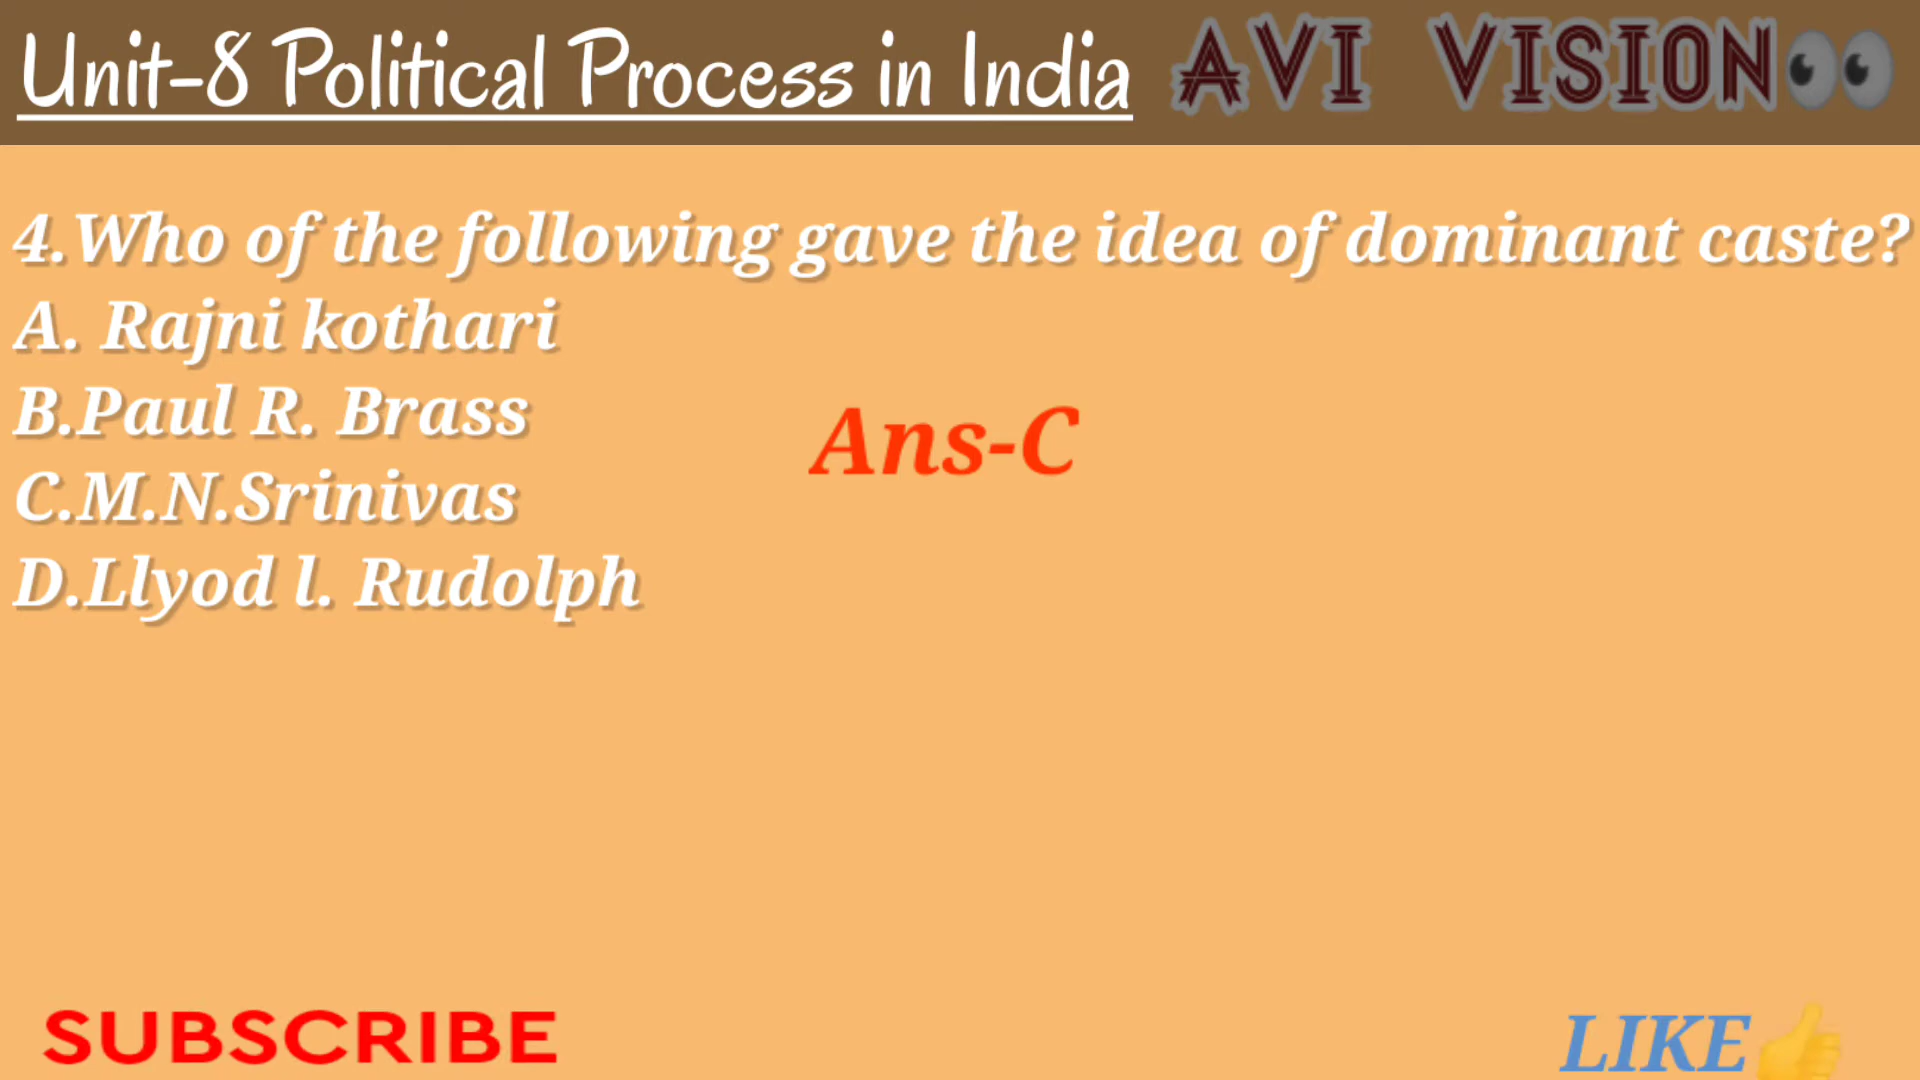 Unit-8 Political Process in India AVI VISION👀
4.Who of the following gave the idea of dominant caste?
A. Rajni kothari
B.Paul R. Brass
Ans-C
C.M.N.Srinivas
D.Llyod l. Rudolph
SUBSCRIBE
LIKE👍